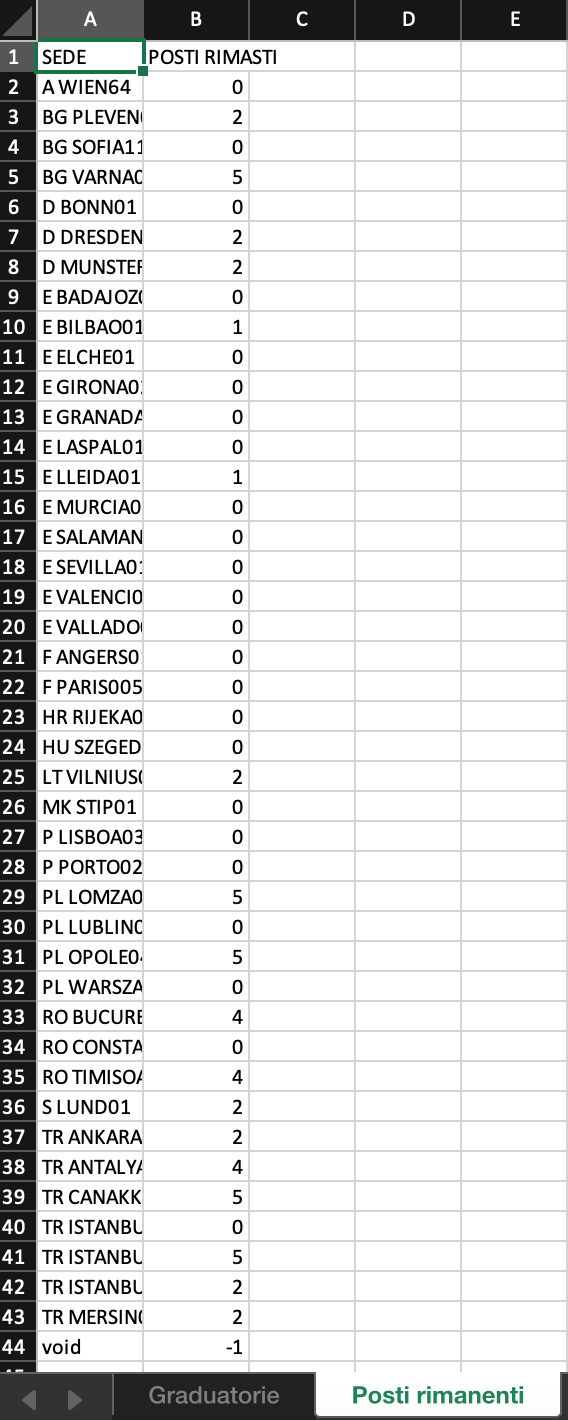 A B C D E
1 SEDE POSTI RIMASTI
2 A WIEN64 0
3 BG PLEVEN 2
4 BG SOFIA11 0
5 BG VARNA 5
6 D BONN01 0
7 D DRESDEN 2
8 D MUNSTER 2
9 E BADAJOZ 0
10 E BILBAO01 1
11 E ELCHE01 0
12 E GIRONA0 0
13 E GRANADA 0
14 E LASPAL01 0
15 E LLEIDA01 1
16 E MURCIA0 0
17 E SALAMAN 0
18 E SEVILLA0 0
19 E VALENCI0 0
20 E VALLADO 0
21 F ANGERS0 0
22 F PARIS005 0
23 HR RIJEKA0 0
24 HU SZEGED 0
25 LT VILNIUS 2
26 MK STIP01 0
27 P LISBOA03 0
28 P PORTO02 0
29 PL LOMZA0 5
30 PL LUBLIN 0
31 PL OPOLE0 5
32 PL WARSZA 0
33 RO BUCURE 4
34 RO CONSTA 0
35 RO TIMISOA 4
36 S LUND01 2
37 TR ANKARA 2
38 TR ANTALYA 4
39 TR CANAKK 5
40 TR ISTANBU 0
41 TR ISTANBU 5
42 TR ISTANBU 2
43 TR MERSIN 2
44 void -1
Graduatorie Posti rimanenti